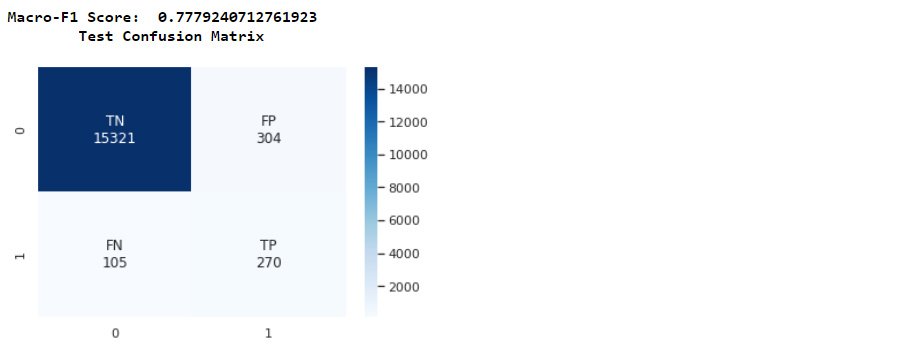 Macro-F1 Score:  0.7779240712761923
Test Confusion Matrix
0
TN
15321
FP
304
1
FN
105
TP
270
0
1
14000
12000
10000
8000
6000
4000
2000